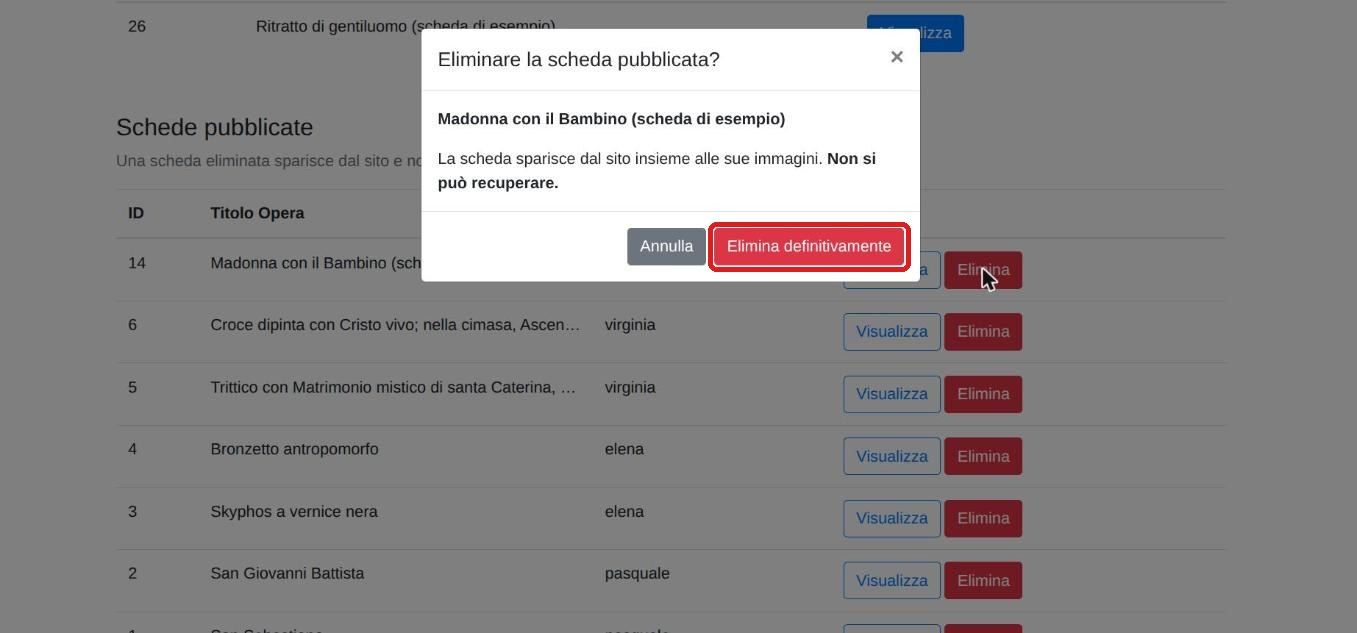 26 Ritratto di gentiluomo (scheda di esempio)
Eliminare la scheda pubblicata? ×
Madonna con il Bambino (scheda di esempio)
La scheda sparisce dal sito insieme alle sue immagini. Non si
può recuperare.
Annulla Elimina definitivamente
Schede pubblicate
Una scheda eliminata sparisce dal sito e
ID Titolo Opera
14 Madonna con il Bambino Elimina
6 Croce dipinta con Cristo vivo; nella cimasa, Ascen… virginia Visualizza Elimina
5 Trittico con Matrimonio mistico di santa Caterina, … virginia Visualizza Elimina
4 Bronzetto antropomorfo elena Visualizza Elimina
3 Skyphos a vernice nera elena Visualizza Elimina
2 San Giovanni Battista pasquale Visualizza Elimina